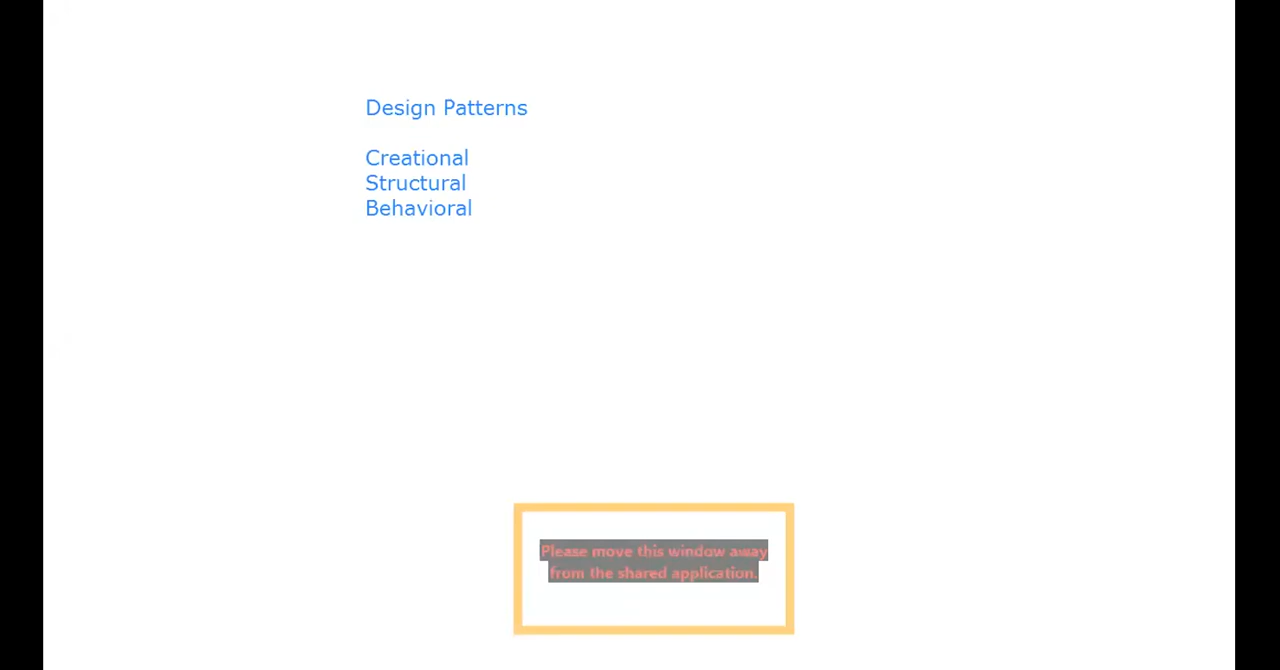 Design Patterns
Creational
Structural
Behavioral
Please move this window away
from the shared application.